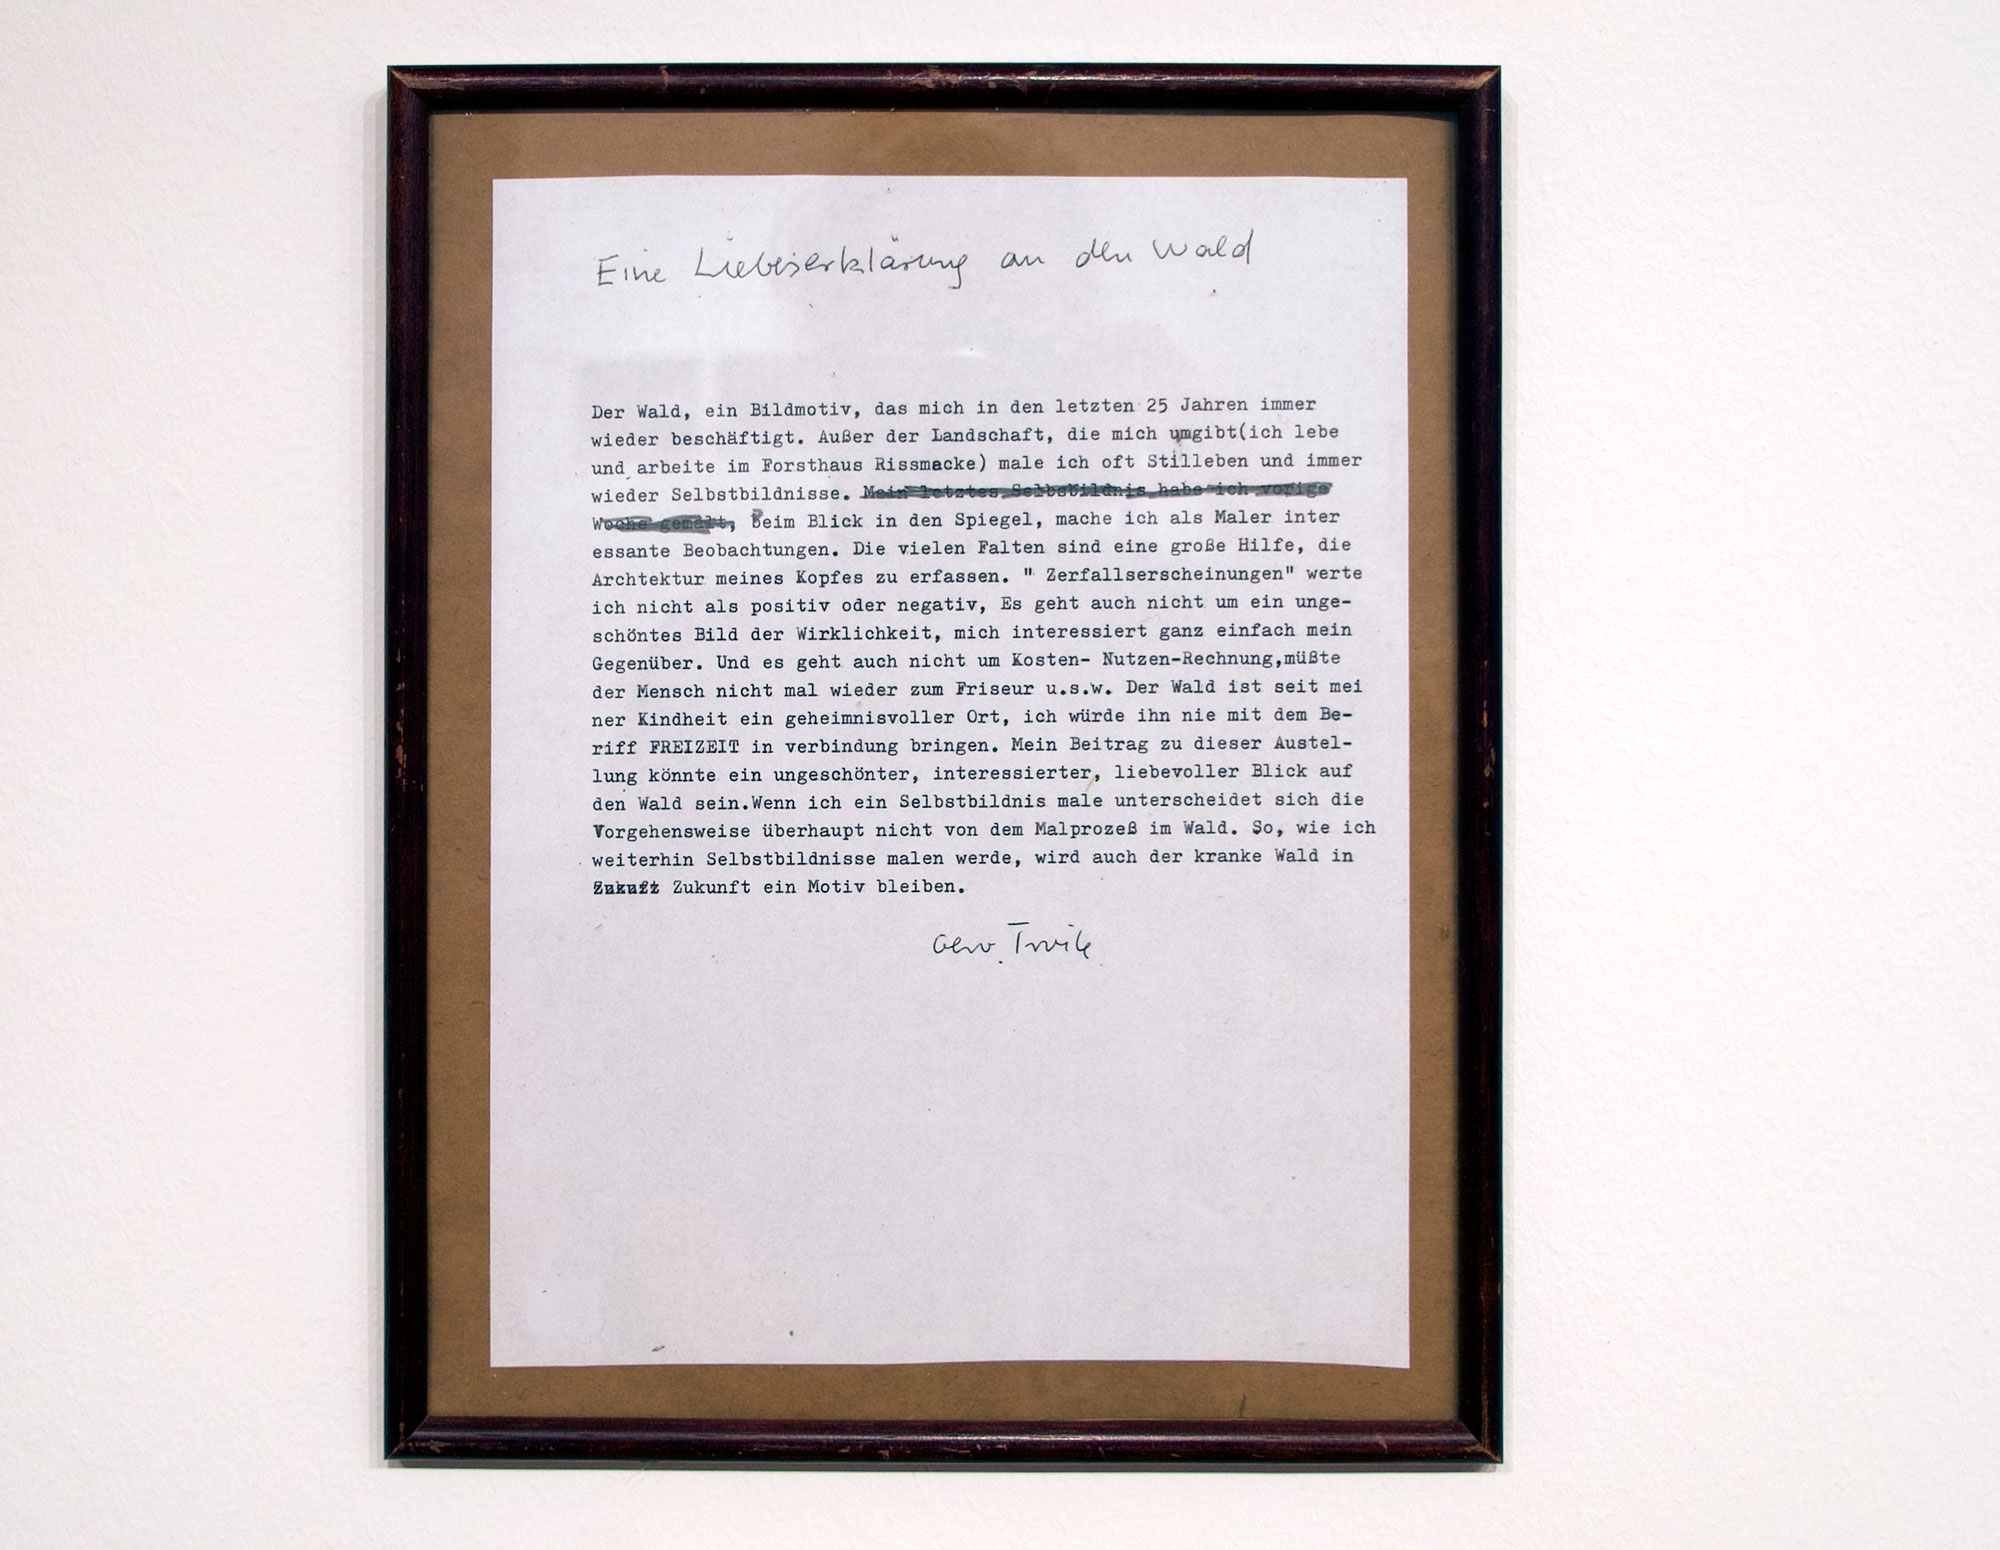 Eine Liebeserklärung an den Wald
Der Wald, ein Bildmotiv, das mich in den letzten 25 Jahren immer
wieder beschäftigt. Außer der Landschaft, die mich umgibt(ich lebe
und arbeite im Forsthaus Rissmacke) male ich oft Stilleben und immer
wieder Selbstbildnisse. Mein letztes Selbsbildnis habe ich vorige
Woche gemalt, beim Blick in den Spiegel, mache ich als Maler inter
essante Beobachtungen. Die vielen Falten sind eine große Hilfe, die
Archtektur meines Kopfes zu erfassen. " Zerfallserscheinungen" werte
ich nicht als positiv oder negativ, Es geht auch nicht um ein unge-
schöntes Bild der Wirklichkeit, mich interessiert ganz einfach mein
Gegenüber. Und es geht auch nicht um Kosten- Nutzen-Rechnung,müßte
der Mensch nicht mal wieder zum Friseur u.s.w. Der Wald ist seit mei
ner Kindheit ein geheimnisvoller Ort, ich würde ihn nie mit dem Be-
riff FREIZEIT in verbindung bringen. Mein Beitrag zu dieser Austel-
lung könnte ein ungeschönter, interessierter, liebevoller Blick auf
den Wald sein.Wenn ich ein Selbstbildnis male unterscheidet sich die
Vorgehensweise überhaupt nicht von dem Malprozeß im Wald. So, wie ich
weiterhin Selbstbildnisse malen werde, wird auch der kranke Wald in
Zukunft ein Motiv bleiben.